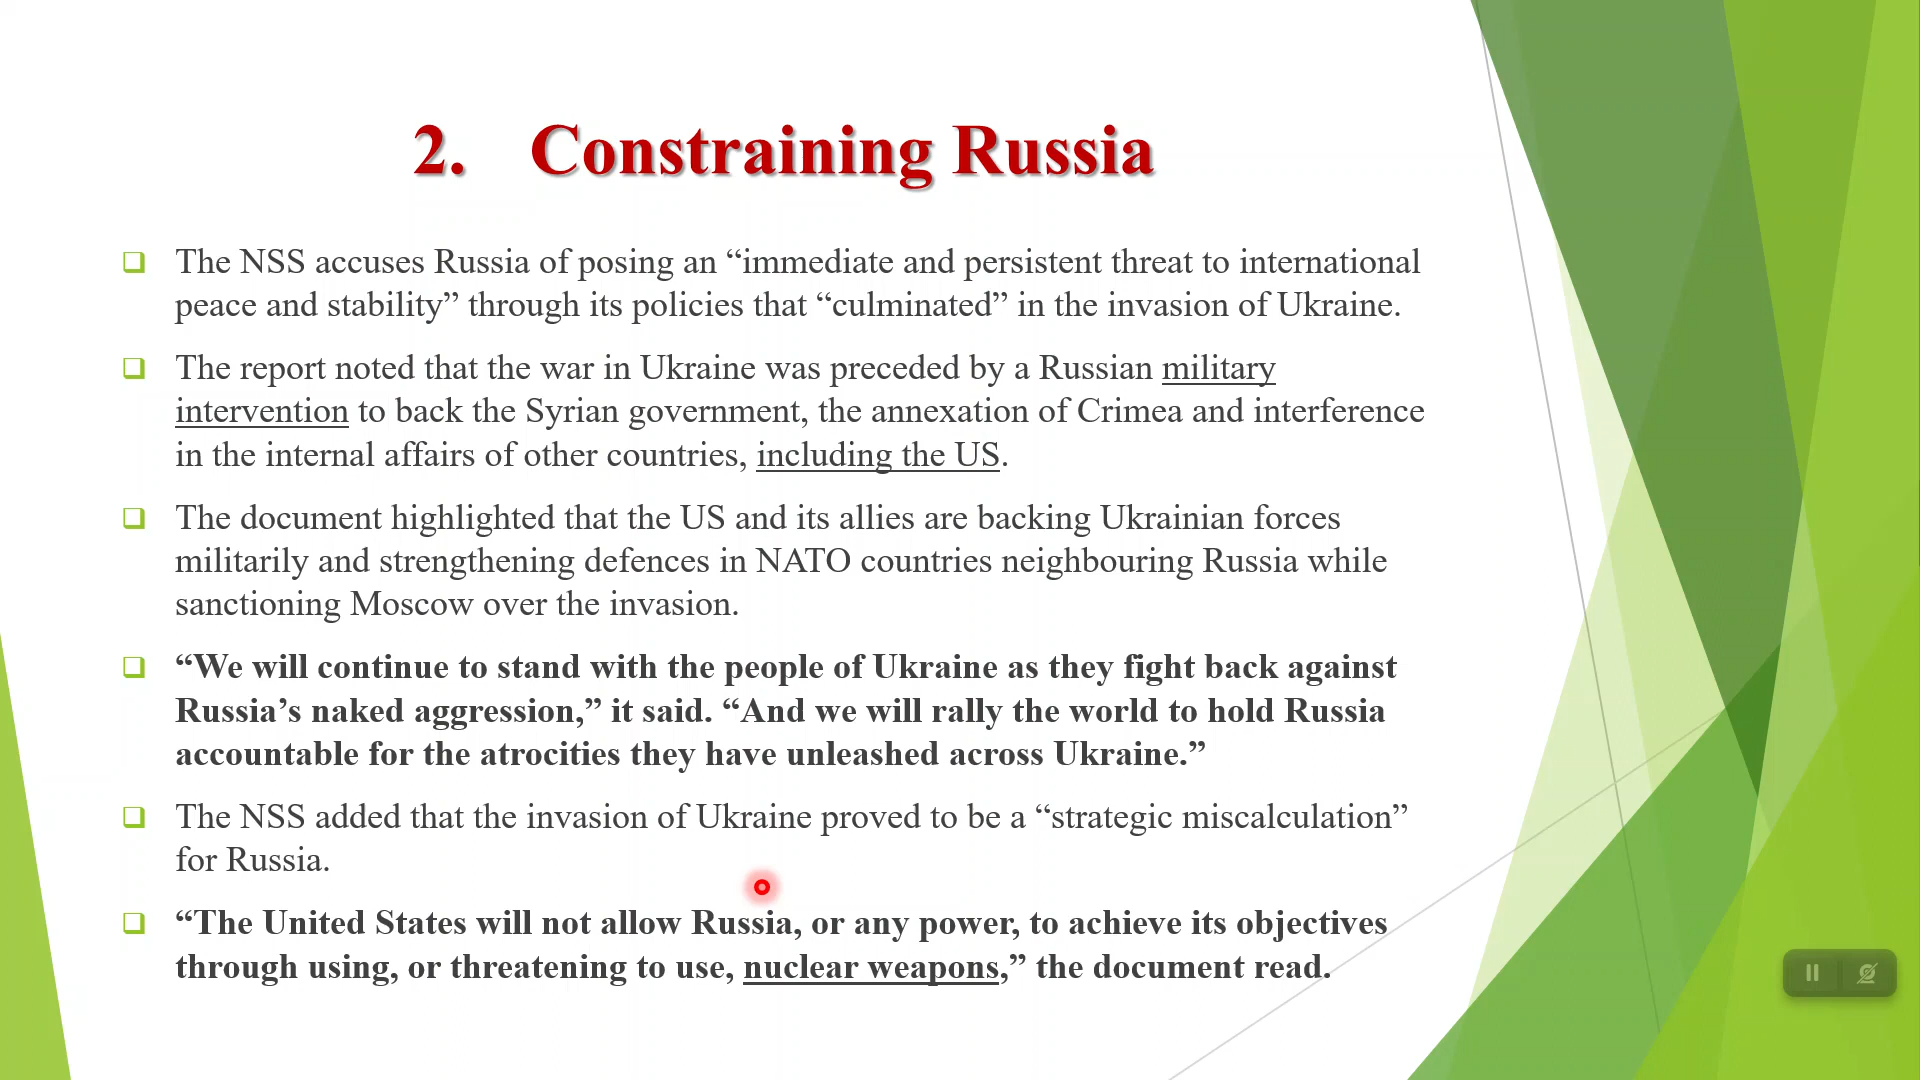 2. Constraining Russia
The NSS accuses Russia of posing an “immediate and persistent threat to international
peace and stability” through its policies that “culminated” in the invasion of Ukraine.
The report noted that the war in Ukraine was preceded by a Russian military
intervention to back the Syrian government, the annexation of Crimea and interference
in the internal affairs of other countries, including the US.
The document highlighted that the US and its allies are backing Ukrainian forces
militarily and strengthening defences in NATO countries neighbouring Russia while
sanctioning Moscow over the invasion.
“We will continue to stand with the people of Ukraine as they fight back against
Russia’s naked aggression,” it said. “And we will rally the world to hold Russia
accountable for the atrocities they have unleashed across Ukraine.”
The NSS added that the invasion of Ukraine proved to be a “strategic miscalculation”
for Russia.
“The United States will not allow Russia, or any power, to achieve its objectives
through using, or threatening to use, nuclear weapons,” the document read.